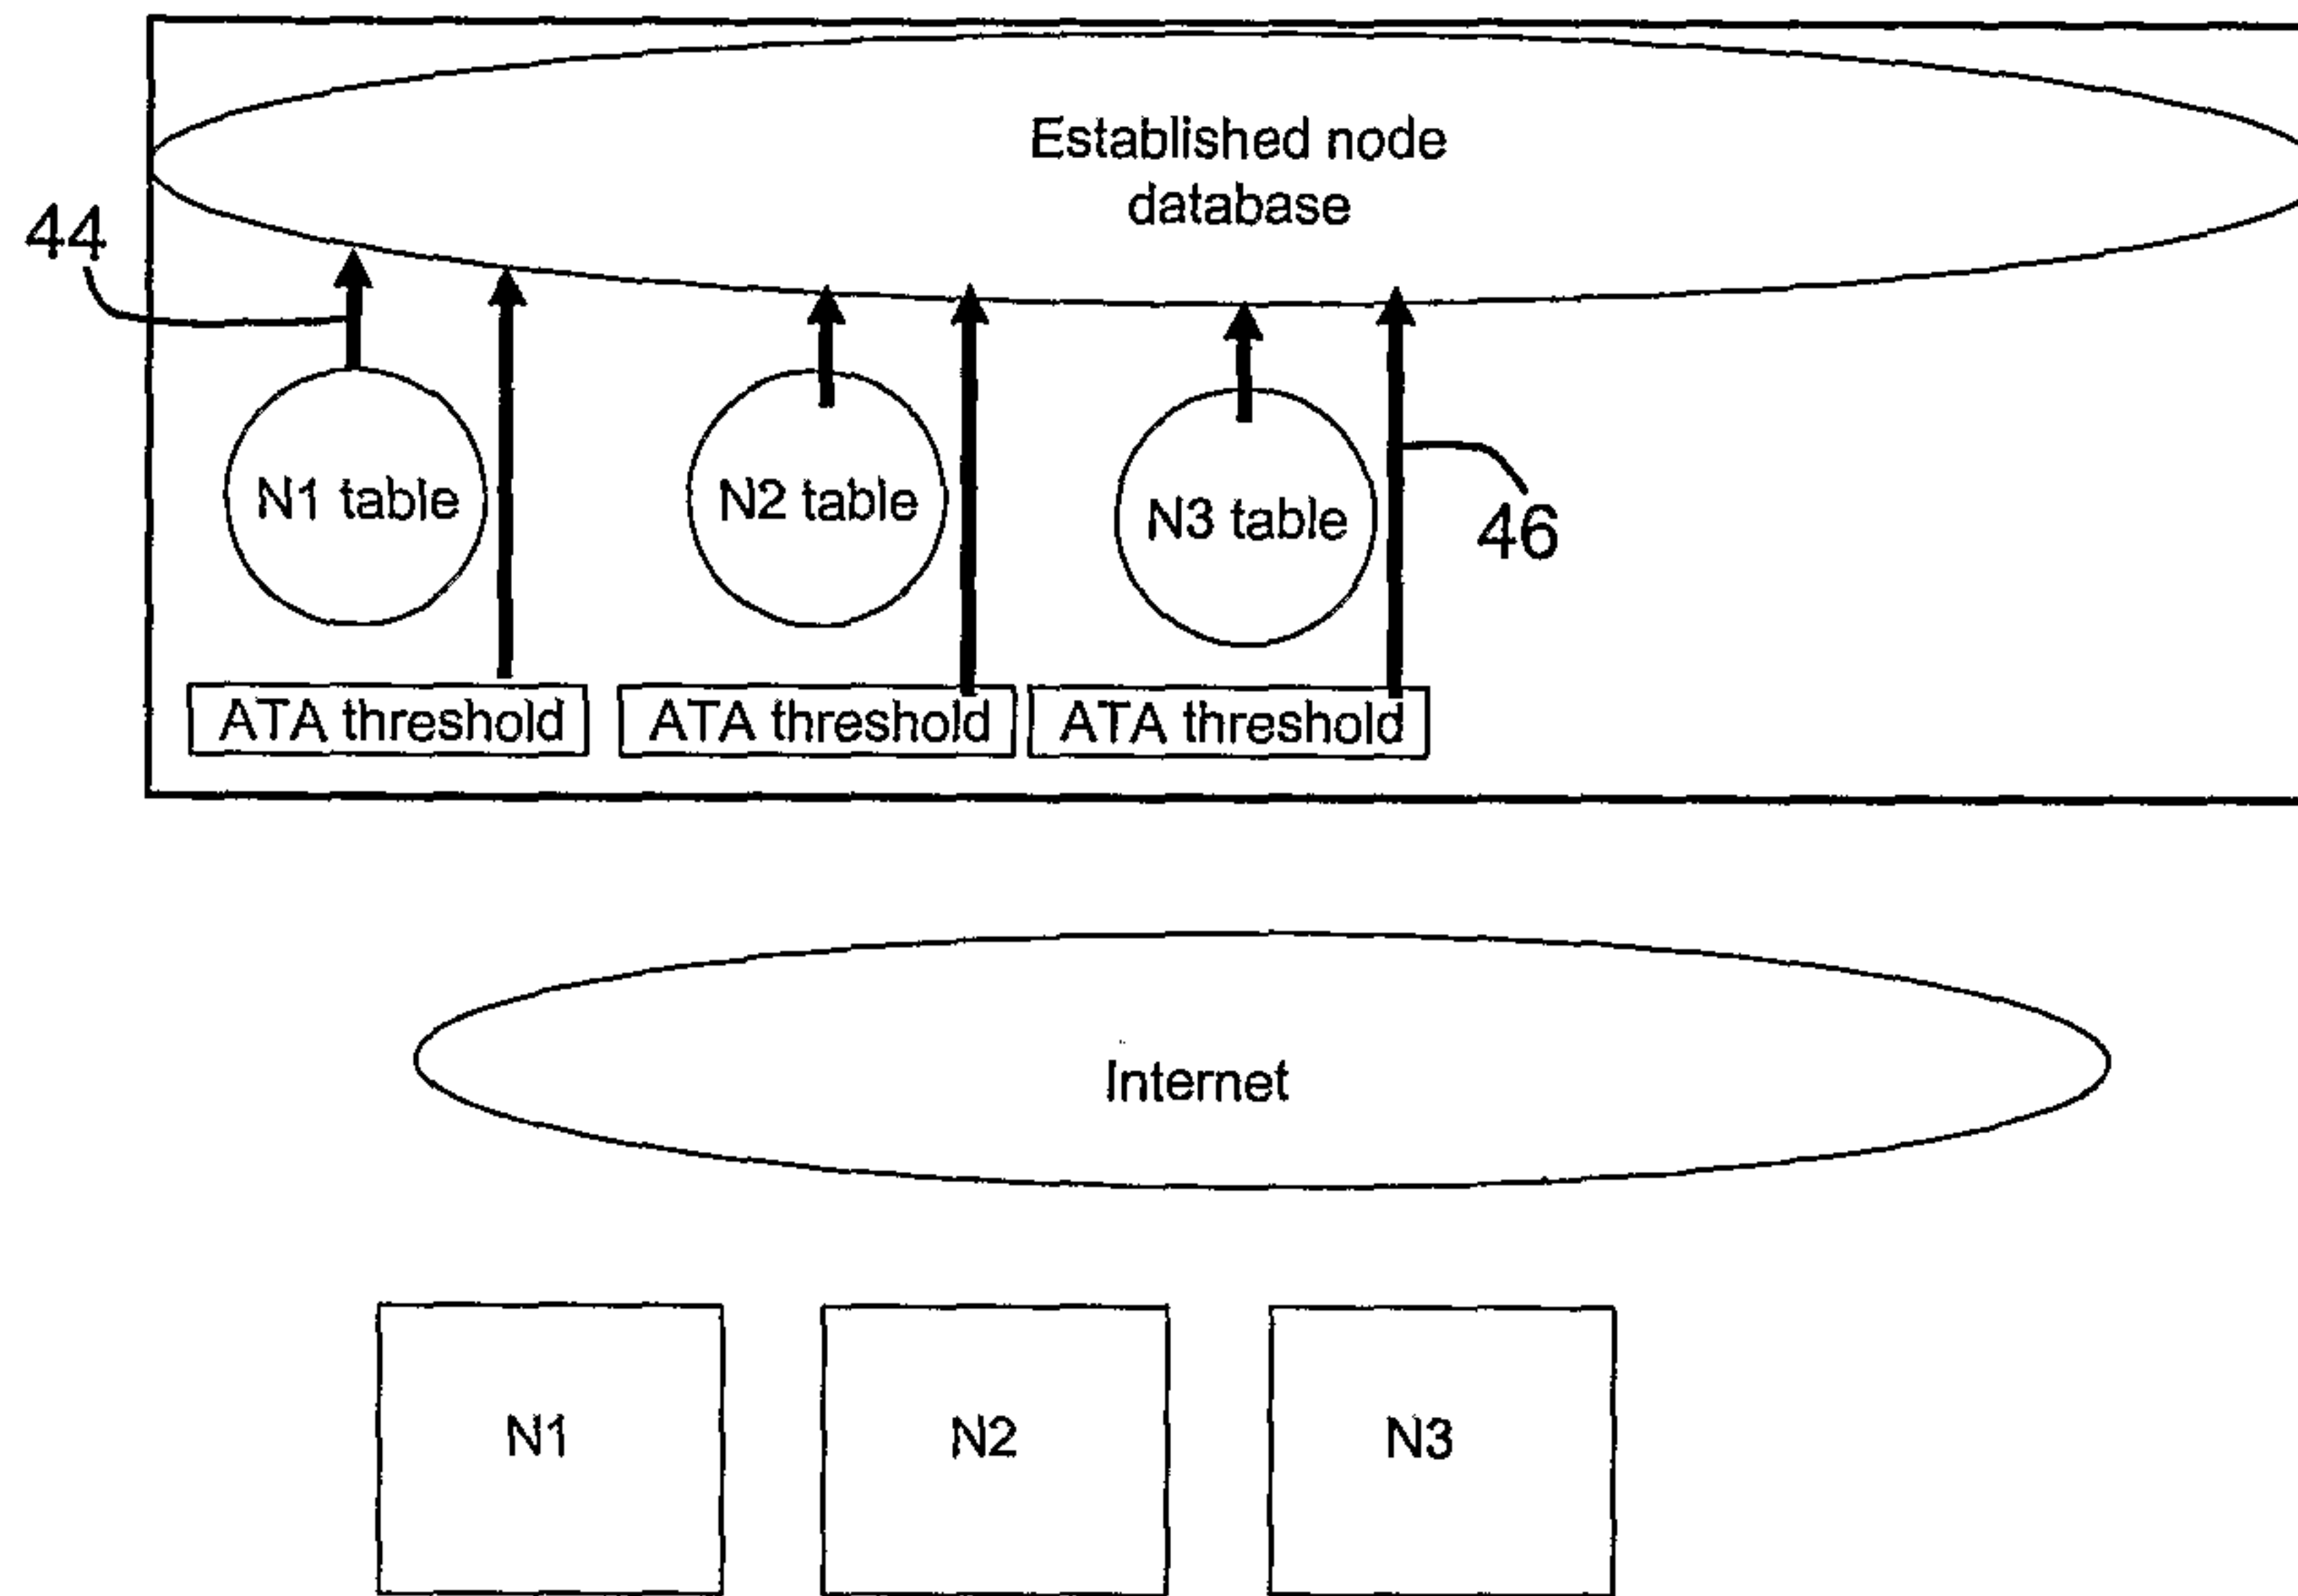 Established node
database
44
N1 table
N2 table
N3 table
46
ATA threshold
ATA threshold
ATA threshold
Internet
N1
N2
N3